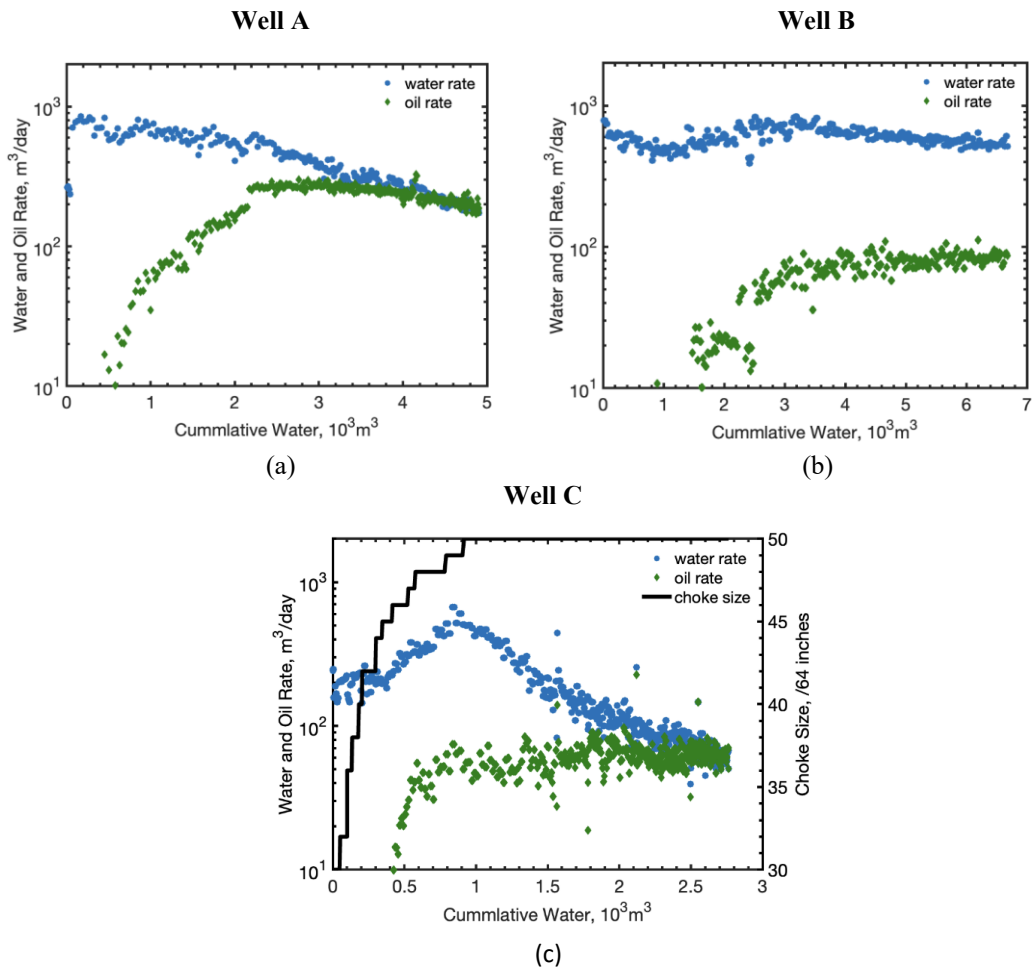 Well A
water rate
oil rate
Water and Oil Rate, m³/day
10³
10²
10¹
0 1 2 3 4 5
Cummlative Water, 10³m³
(a)
Well B
water rate
oil rate
Water and Oil Rate, m³/day
10³
10²
10¹
0 1 2 3 4 5 6 7
Cummlative Water, 10³m³
(b)
Well C
water rate
oil rate
choke size
Water and Oil Rate, m³/day
10³
10²
10¹
0 0.5 1 1.5 2 2.5 3
Cummlative Water, 10³m³
50
45
40
35
30
Choke Size, /64 inches
(c)